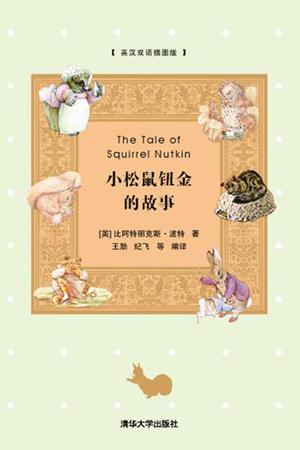 【 英汉双语插图版 】
The Tale of
Squirrel Nutkin
小松鼠钮金
的故事
[英] 比阿特丽克斯·波特 著
王勋 纪飞 等 编译
清华大学出版社